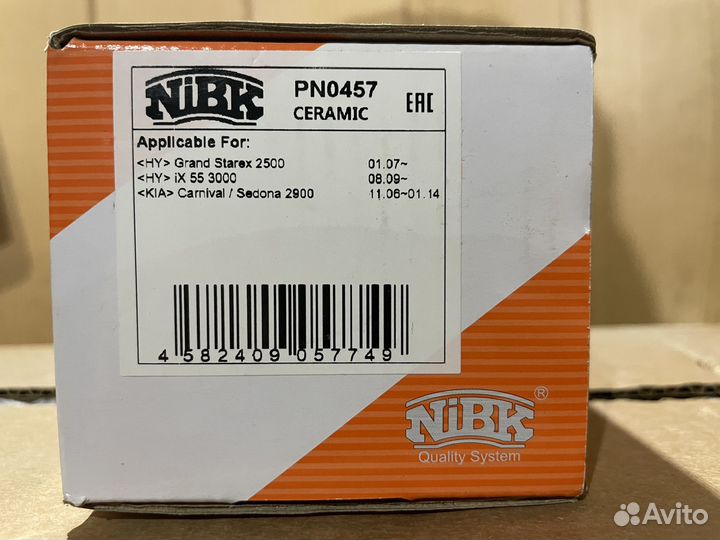 NiBK
PN0457
CERAMIC
EAC
Applicable For:
<HY> Grand Starex 2500 01.07~
<HY> iX 55 3000 08.09~
<KIA> Carnival / Sedona 2900 11.06~01.14
4 582409 057749
NiBK®
Quality System
Avito